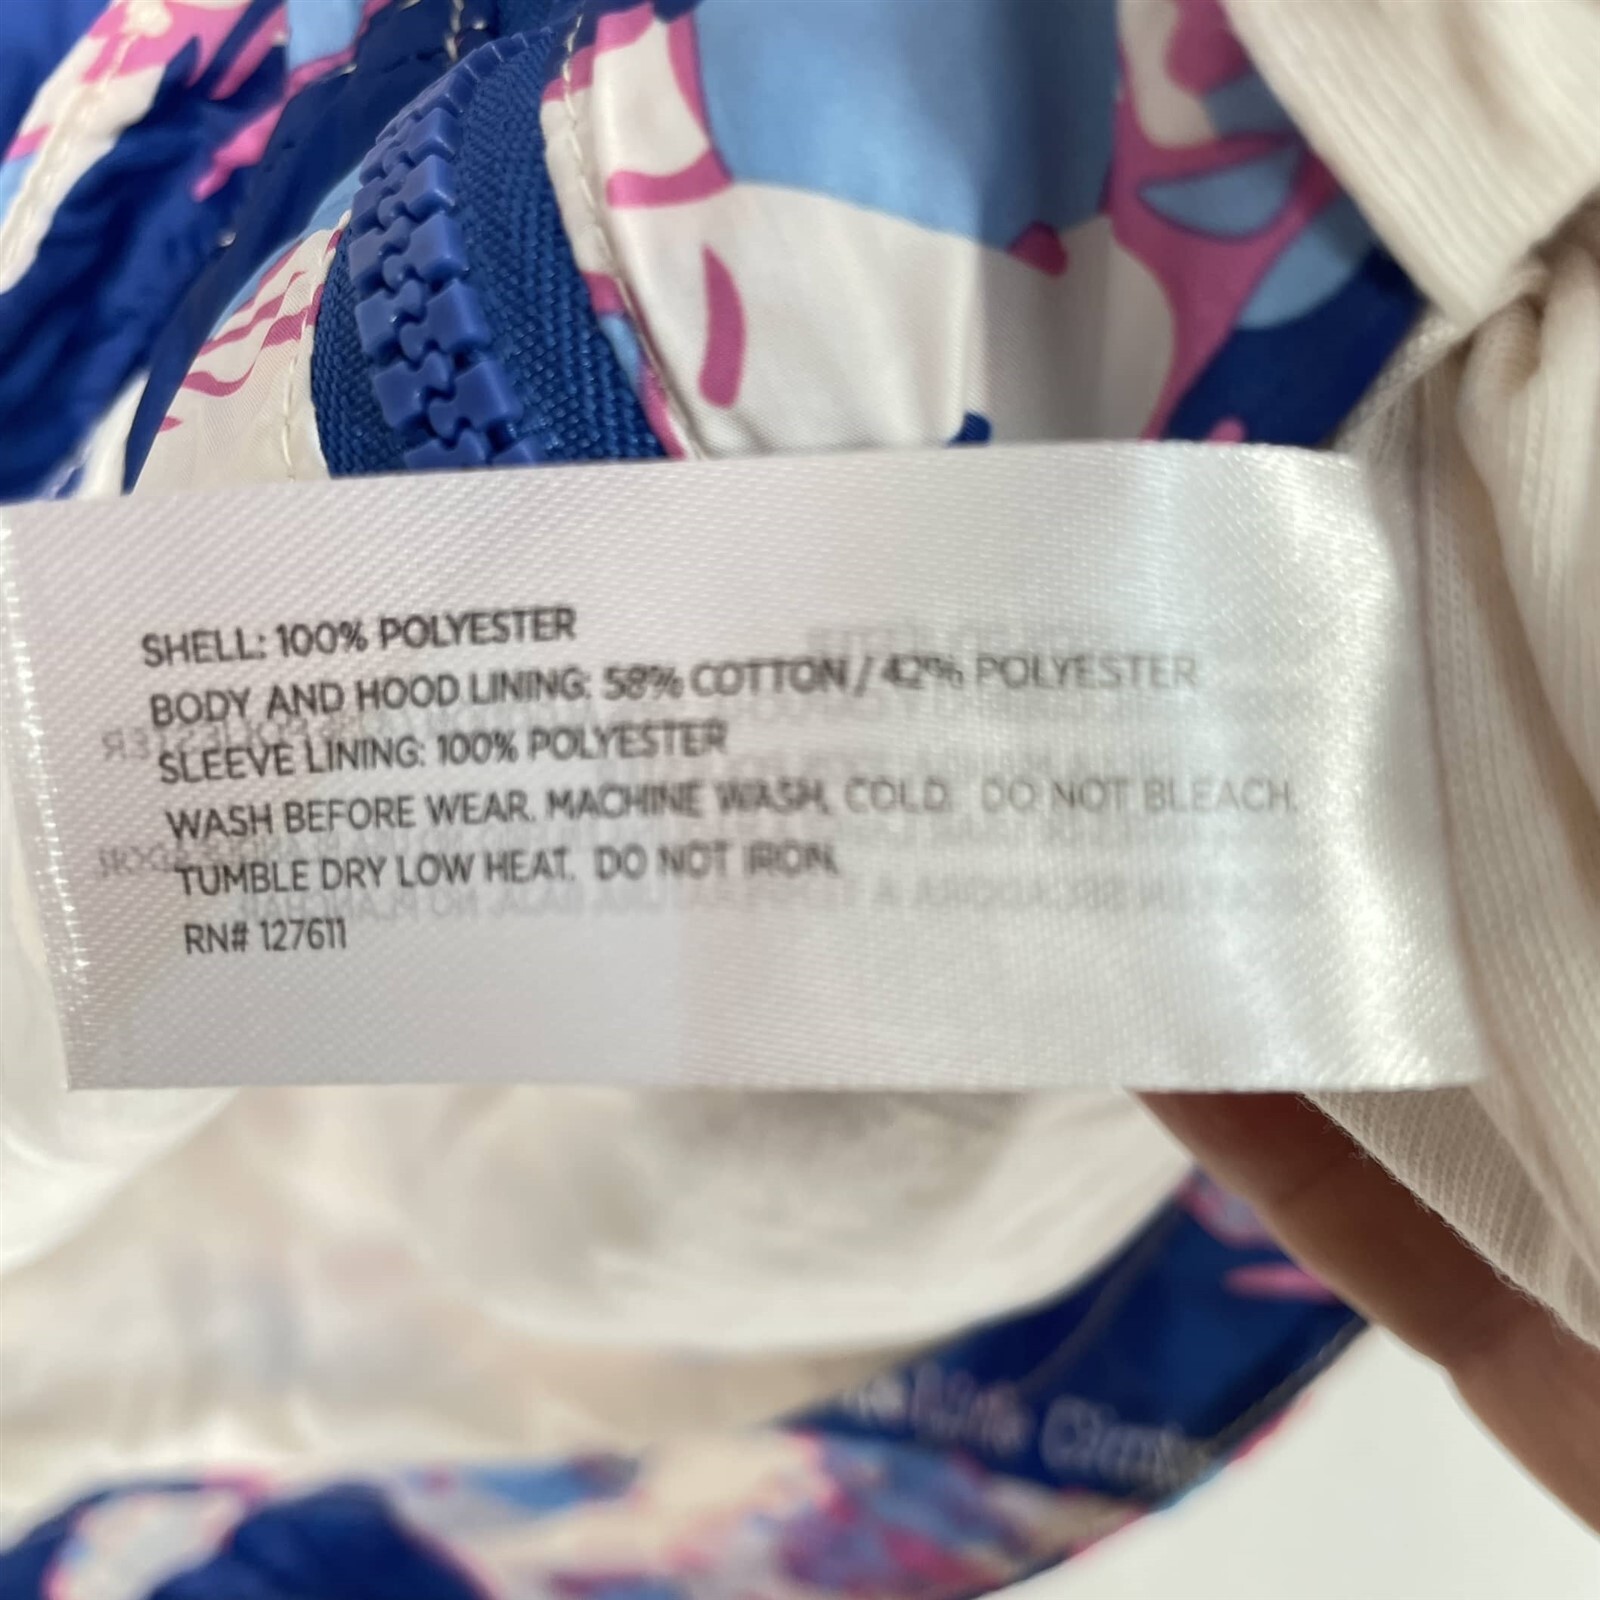 SHELL: 100% POLYESTER
BODY AND HOOD LINING: 58% COTTON / 42% POLYESTER
SLEEVE LINING: 100% POLYESTER
WASH BEFORE WEAR. MACHINE WASH, COLD. DO NOT BLEACH.
TUMBLE DRY LOW HEAT. DO NOT IRON.
RN# 127611